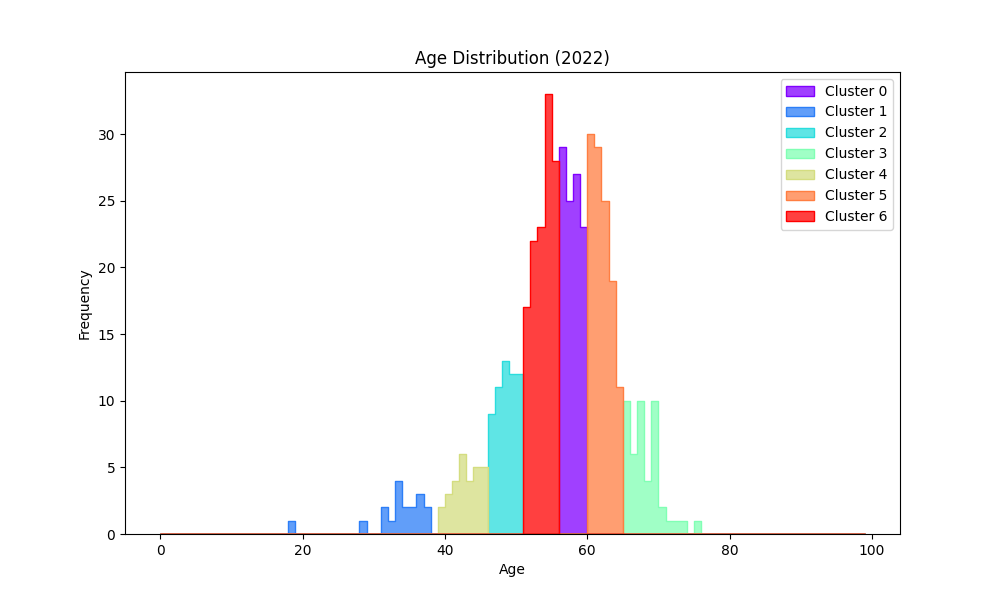 Age Distribution (2022)
Cluster 0
Cluster 1
Cluster 2
Cluster 3
Cluster 4
Cluster 5
Cluster 6
Frequency
30
25
20
15
10
5
0
0 20 40 60 80 100
Age